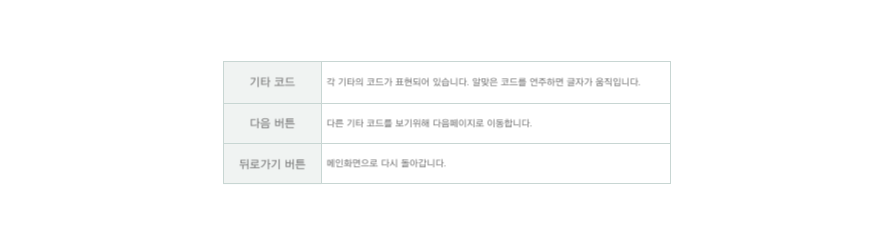 기타 코드
각 기타의 코드가 표현되어 있습니다. 알맞은 코드를 연주하면 글자가 움직입니다.
다음 버튼
다른 기타 코드를 보기위해 다음페이지로 이동합니다.
뒤로가기 버튼
메인화면으로 다시 돌아갑니다.